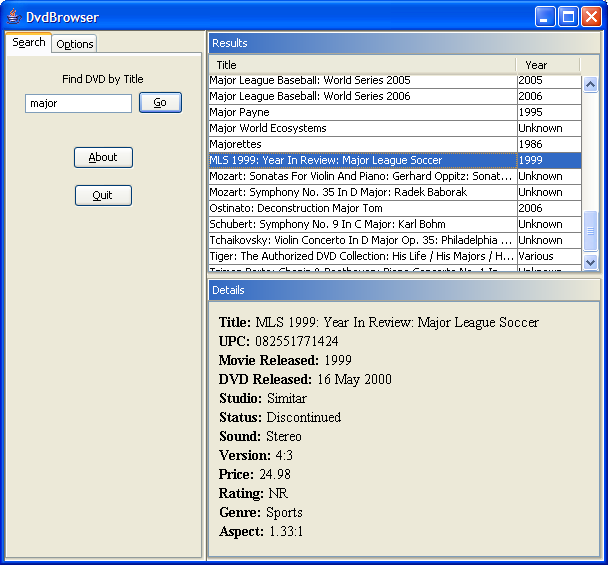 DvdBrowser
Search Options
Find DVD by Title
major Go
About
Quit
Results
Title Year
Major League Baseball: World Series 2005 2005
Major League Baseball: World Series 2006 2006
Major Payne 1995
Major World Ecosystems Unknown
Majorettes 1986
MLS 1999: Year In Review: Major League Soccer 1999
Mozart: Sonatas For Violin And Piano: Gerhard Oppitz: Sonat... Unknown
Mozart: Symphony No. 35 In D Major: Radek Baborak Unknown
Ostinato: Deconstruction Major Tom 2006
Schubert: Symphony No. 9 In C Major: Karl Bohm Unknown
Tchaikovsky: Violin Concerto In D Major Op. 35: Philadelphia ... Unknown
Tiger: The Authorized DVD Collection: His Life / His Majors / H... Various
Details
Title: MLS 1999: Year In Review: Major League Soccer
UPC: 082551771424
Movie Released: 1999
DVD Released: 16 May 2000
Studio: Simitar
Status: Discontinued
Sound: Stereo
Version: 4:3
Price: 24.98
Rating: NR
Genre: Sports
Aspect: 1.33:1